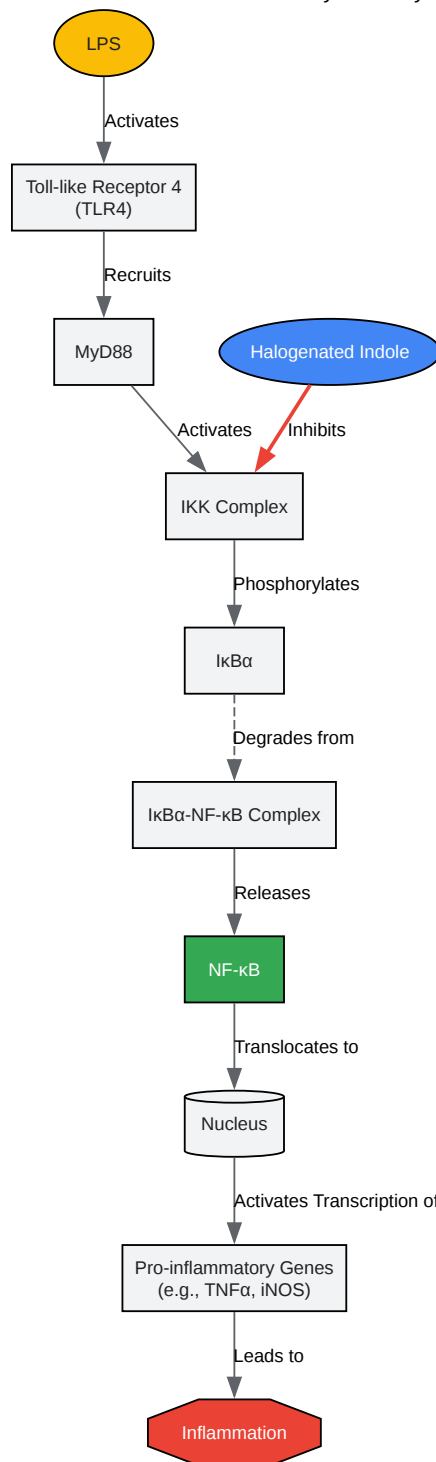 LPS
Activates
Toll-like Receptor 4
(TLR4)
Recruits
MyD88
Halogenated Indole
Activates
Inhibits
IKK Complex
Phosphorylates
IκBα
Degrades from
IκBα-NF-κB Complex
Releases
NF-κB
Translocates to
Nucleus
Activates Transcription of
Pro-inflammatory Genes
(e.g., TNFα, iNOS)
Leads to
Inflammation